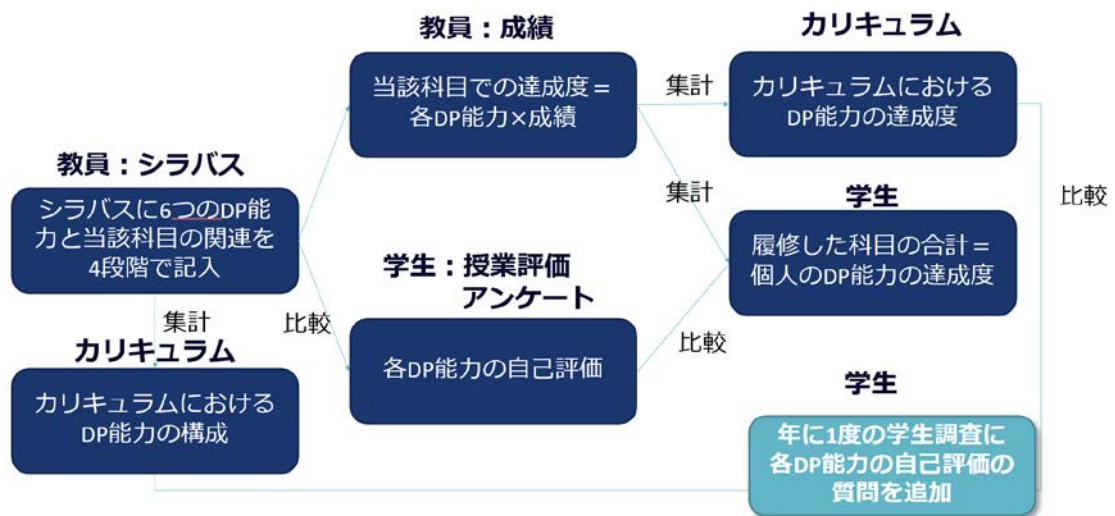 教員：シラバス
シラバスに6つのDP能
力と当該科目の関連を
4段階で記入
集計
カリキュラム
カリキュラムにおける
DP能力の構成
比較
教員：成績
当該科目での達成度＝
各DP能力×成績
学生：授業評価
アンケート
各DP能力の自己評価
集計
集計
比較
カリキュラム
カリキュラムにおける
DP能力の達成度
学生
履修した科目の合計＝
個人のDP能力の達成度
比較
学生
年に1度の学生調査に
各DP能力の自己評価の
質問を追加